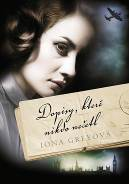 Dopisy, které
nikdo nečetl
IONA GREYOVÁ